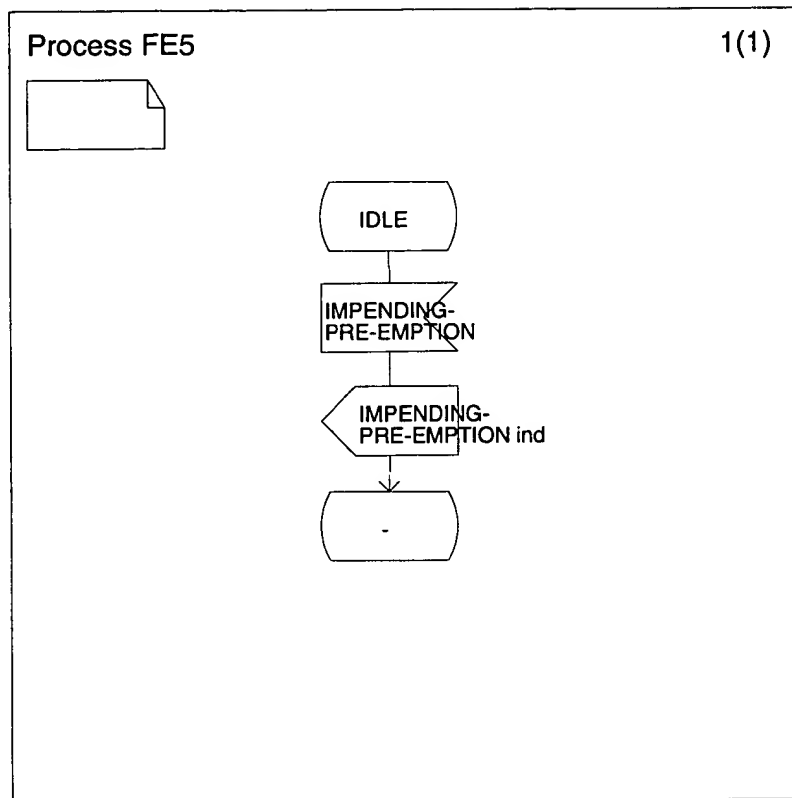 Process FE5
1(1)
IDLE
IMPENDING-
PRE-EMPTION
IMPENDING-
PRE-EMPTION ind
-